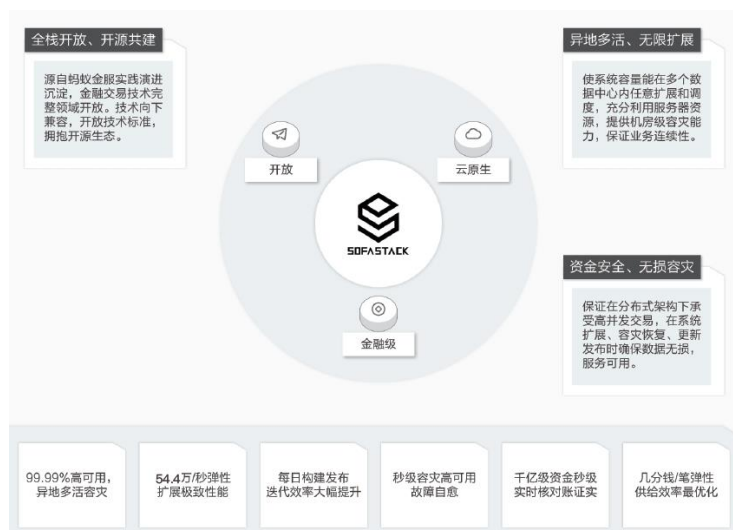 全栈开放、开源共建
源自蚂蚁金服实践演进
沉淀，金融交易技术完
整领域开放。技术向下
兼容，开放技术标准，
拥抱开源生态。
异地多活、无限扩展
使系统容量能在多个数
据中心内任意扩展和调
度，充分利用服务器资
源，提供机房级容灾能
力，保证业务连续性。
开放
云原生
SOFASTACK
金融级
资金安全、无损容灾
保证在分布式架构下承
受高并发交易，在系统
扩展、容灾恢复、更新
发布时确保数据无损，
服务可用。
99.99%高可用，
异地多活容灾
54.4万/秒弹性
扩展极致性能
每日构建发布
迭代效率大幅提升
秒级容灾高可用
故障自愈
千亿级资金秒级
实时核对账证实
几分钱/笔弹性
供给效率最优化